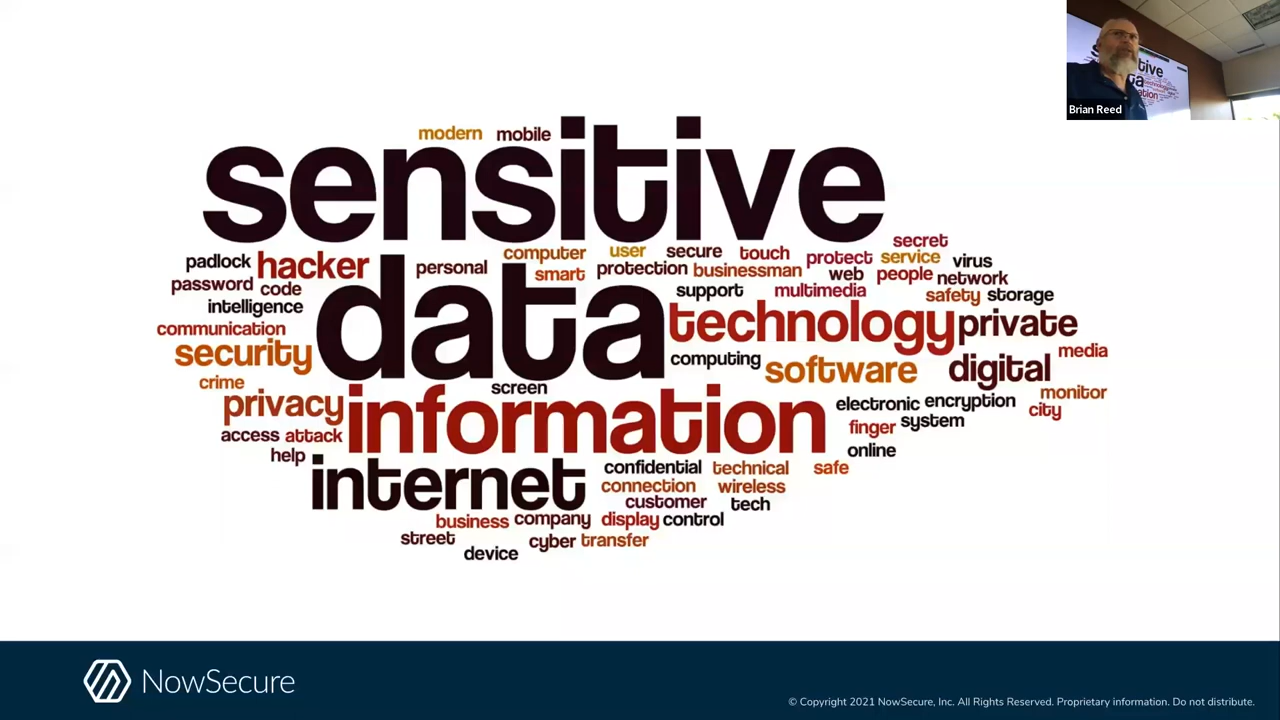 modern mobile
sensitive
secret
padlock hacker personal computer user secure touch protect service virus
password code smart protection businessman web people network
intelligence support multimedia safety storage
communication data technology private
security computing software digital media
crime screen monitor
privacy information electronic encryption city
access attack finger system
help online
internet confidential technical safe
connection wireless
customer tech
business company display control
street cyber transfer
device
Brian Reed
NowSecure
© Copyright 2021 NowSecure, Inc. All Rights Reserved. Proprietary information. Do not distribute.